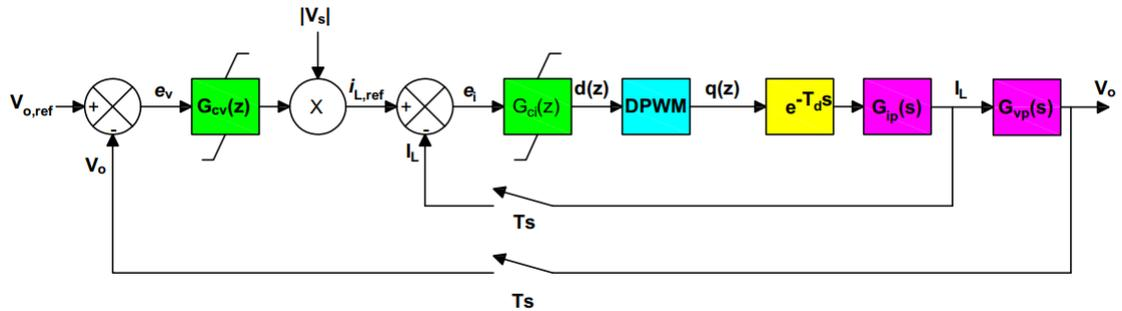 |Vs|
Vo,ref
+
-
ev
Gcv(z)
X
iL,ref
+
-
ei
Gci(z)
d(z)
DPWM
q(z)
e-Tds
Gip(s)
IL
Gvp(s)
Vo
Vo
IL
Ts
Ts